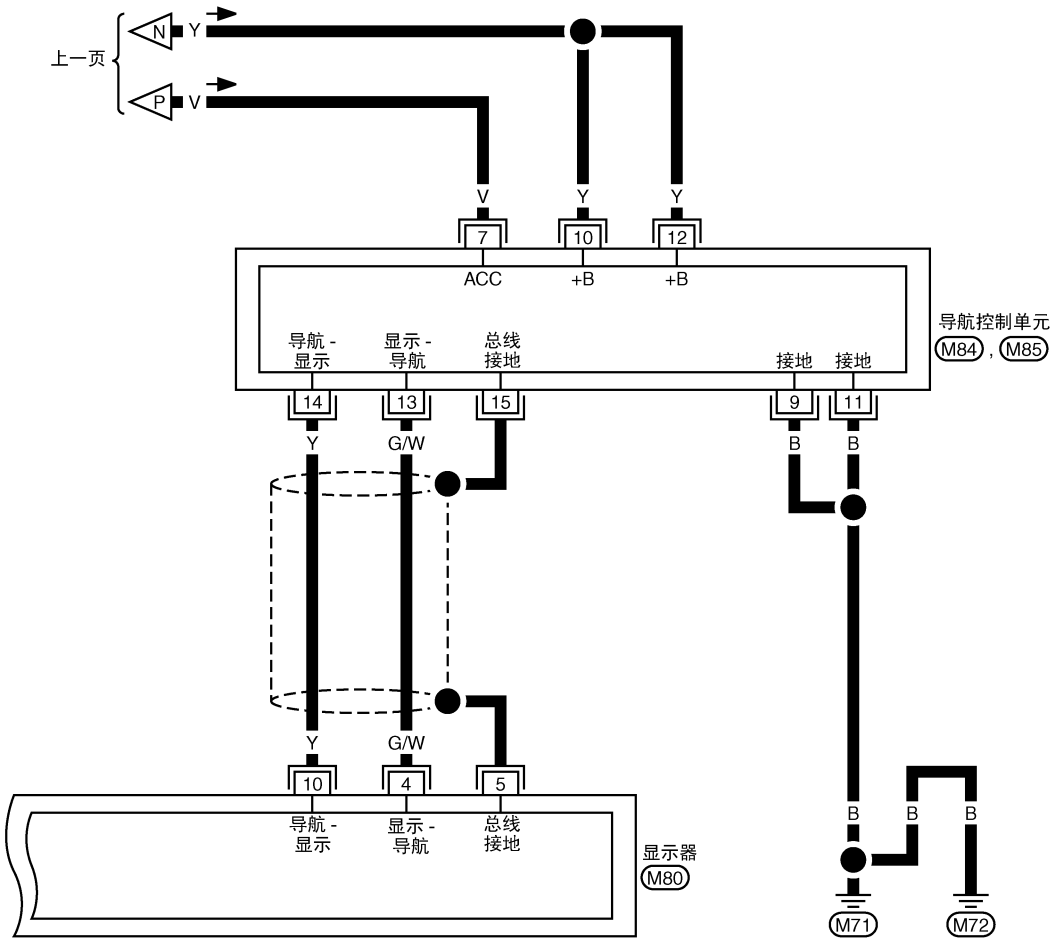 N Y
上一页
P V
V Y Y
7 10 12
ACC +B +B
导航控制单元
M84 , M85
导航 - 显示 - 总线
显示 导航 接地 接地 接地
14 13 15 9 11
Y G/W B B
Y G/W
10 4 5
导航 - 显示 - 总线
显示 导航 接地
B B B
显示器
M80
M71 M72